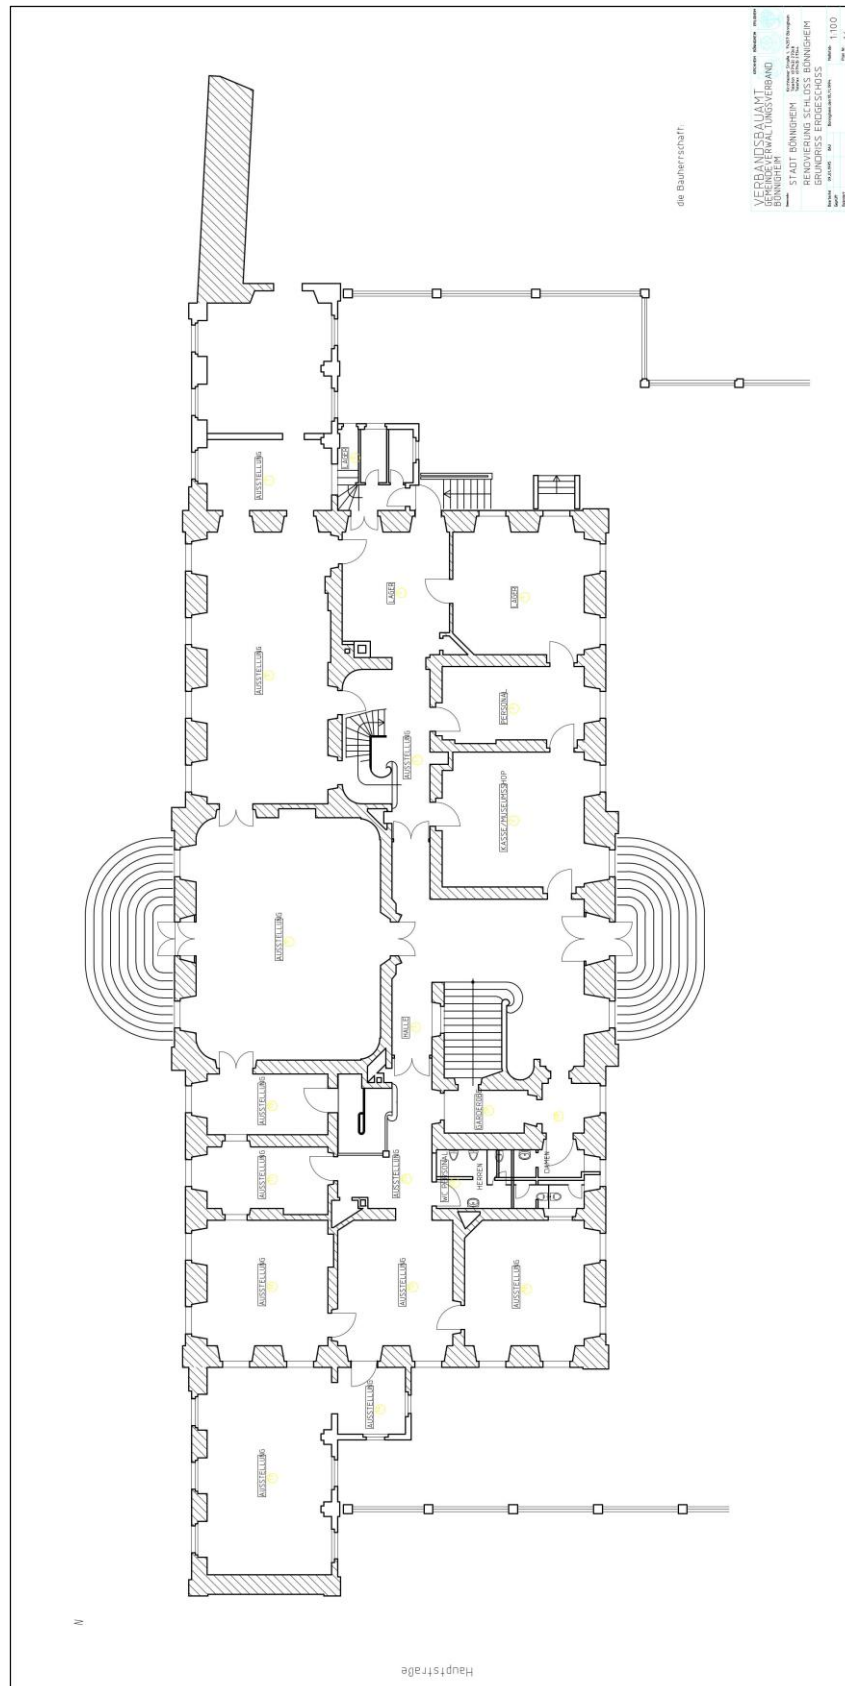 die Bauherrschaft:
VERBANDSBAUAMT
GEMEINDEVERWALTUNGSVERBAND
BÖNNIGHEIM
STADT BÖNNIGHEIM
RENOVIERUNG SCHLOSS BÖNNIGHEIM
GRUNDRISS ERDGESCHOSS
1:100
AUSSTELLUNG
LAGER
AUSSTELLUNG
LAGER
LAGER
AUSSTELLUNG
PERSONAL
KASSE/MUSEUMSSHOP
AUSSTELLUNG
HALLE
AUSSTELLUNG
GARDEROBE
AUSSTELLUNG
AUSSTELLUNG
WC PERSONAL
HERREN
DAMEN
AUSSTELLUNG
AUSSTELLUNG
AUSSTELLUNG
AUSSTELLUNG
AUSSTELLUNG
N
Hauptstraße